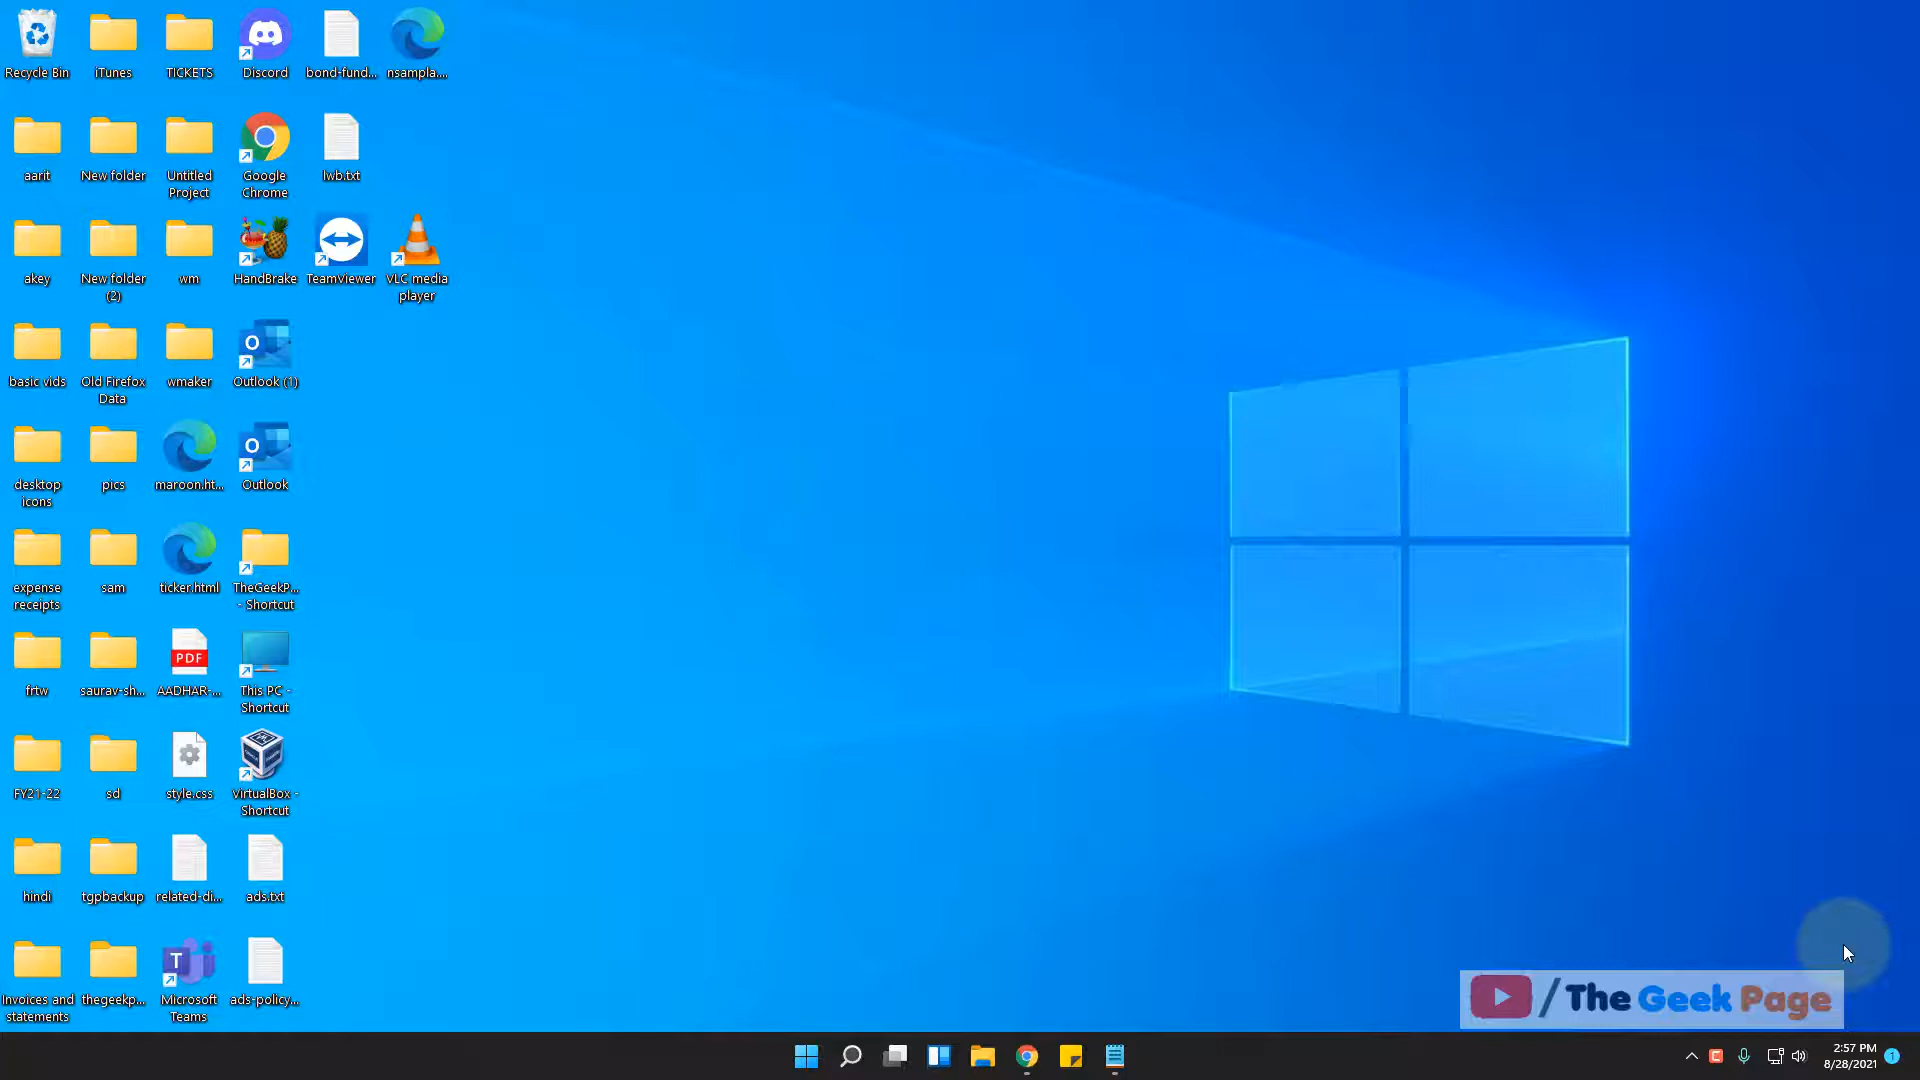 Recycle Bin
iTunes
TICKETS
Discord
bond-fund...
nsampla....
aarit
New folder
Untitled
Project
Google
Chrome
lwb.txt
akey
New folder
(2)
wm
HandBrake
TeamViewer
VLC media
player
basic vids
Old Firefox
Data
wmaker
Outlook (1)
desktop
icons
pics
maroon.ht...
Outlook
expense
receipts
sam
ticker.html
TheGeekP...
- Shortcut
frtw
saurav-sh...
PDF
AADHAR-...
This PC -
Shortcut
FY21-22
sd
style.css
VirtualBox -
Shortcut
hindi
tgpbackup
related-di...
ads.txt
Invoices and
statements
thegeekp...
Microsoft
Teams
ads-policy...
/ The Geek Page
2:57 PM
8/28/2021
1